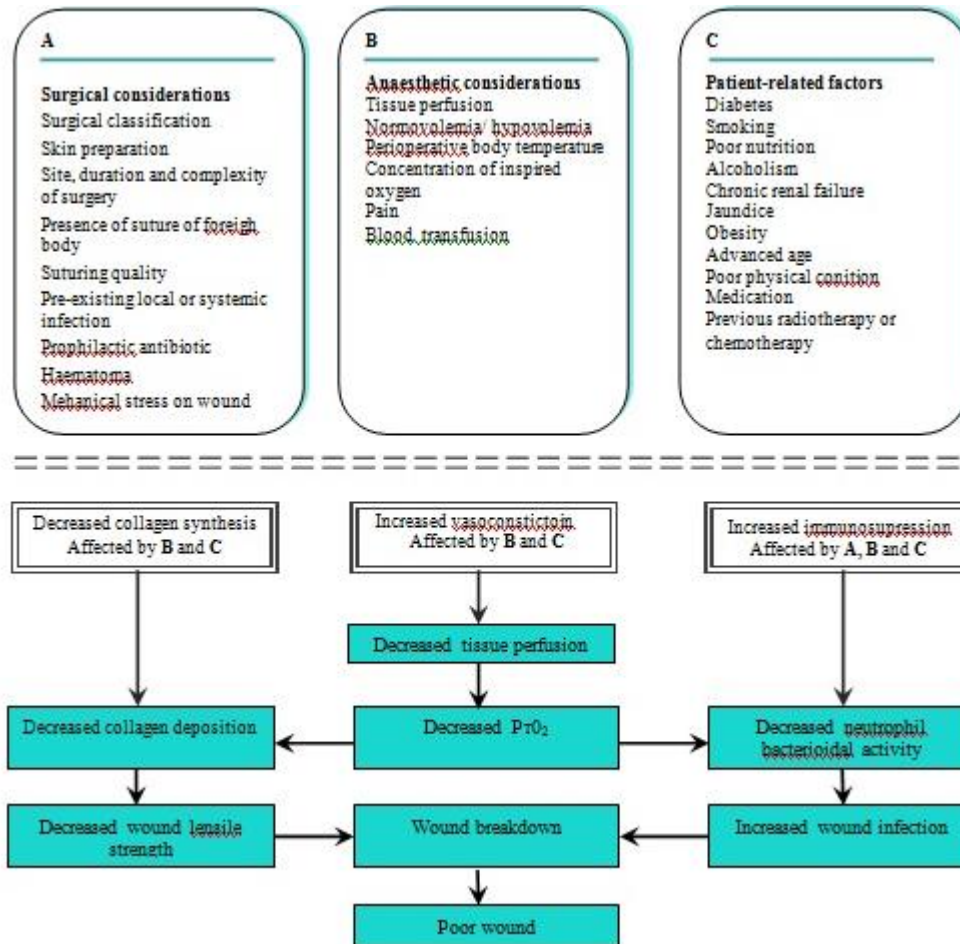 A
Surgical considerations
Surgical classification
Skin preparation
Site, duration and complexity
of surgery
Presence of suture of foreigh
body
Suturing quality
Pre-existing local or systemic
infection
Prophilactic antibiotic
Haematoma
Mehanical stress on wound
B
Anaesthetic considerations
Tissue perfusion
Normovolemia/ hypovolemia
Perioperative body temperature
Concentration of inspired
oxygen
Pain
Blood transfusion
C
Patient-related factors
Diabetes
Smoking
Poor nutrition
Alcoholism
Chronic renal failure
Jaundice
Obesity
Advanced age
Poor physical conition
Medication
Previous radiotherapy or
chemotherapy
Decreased collagen synthesis
Affected by B and C
Increased vasoconstictoin
Affected by B and C
Increased immunosupression
Affected by A, B and C
Decreased tissue perfusion
Decreased collagen deposition
Decreased PTO₂
Decreased neutrophil
bacterioidal activity
Decreased wound lensile
strength
Wound breakdown
Increased wound infection
Poor wound